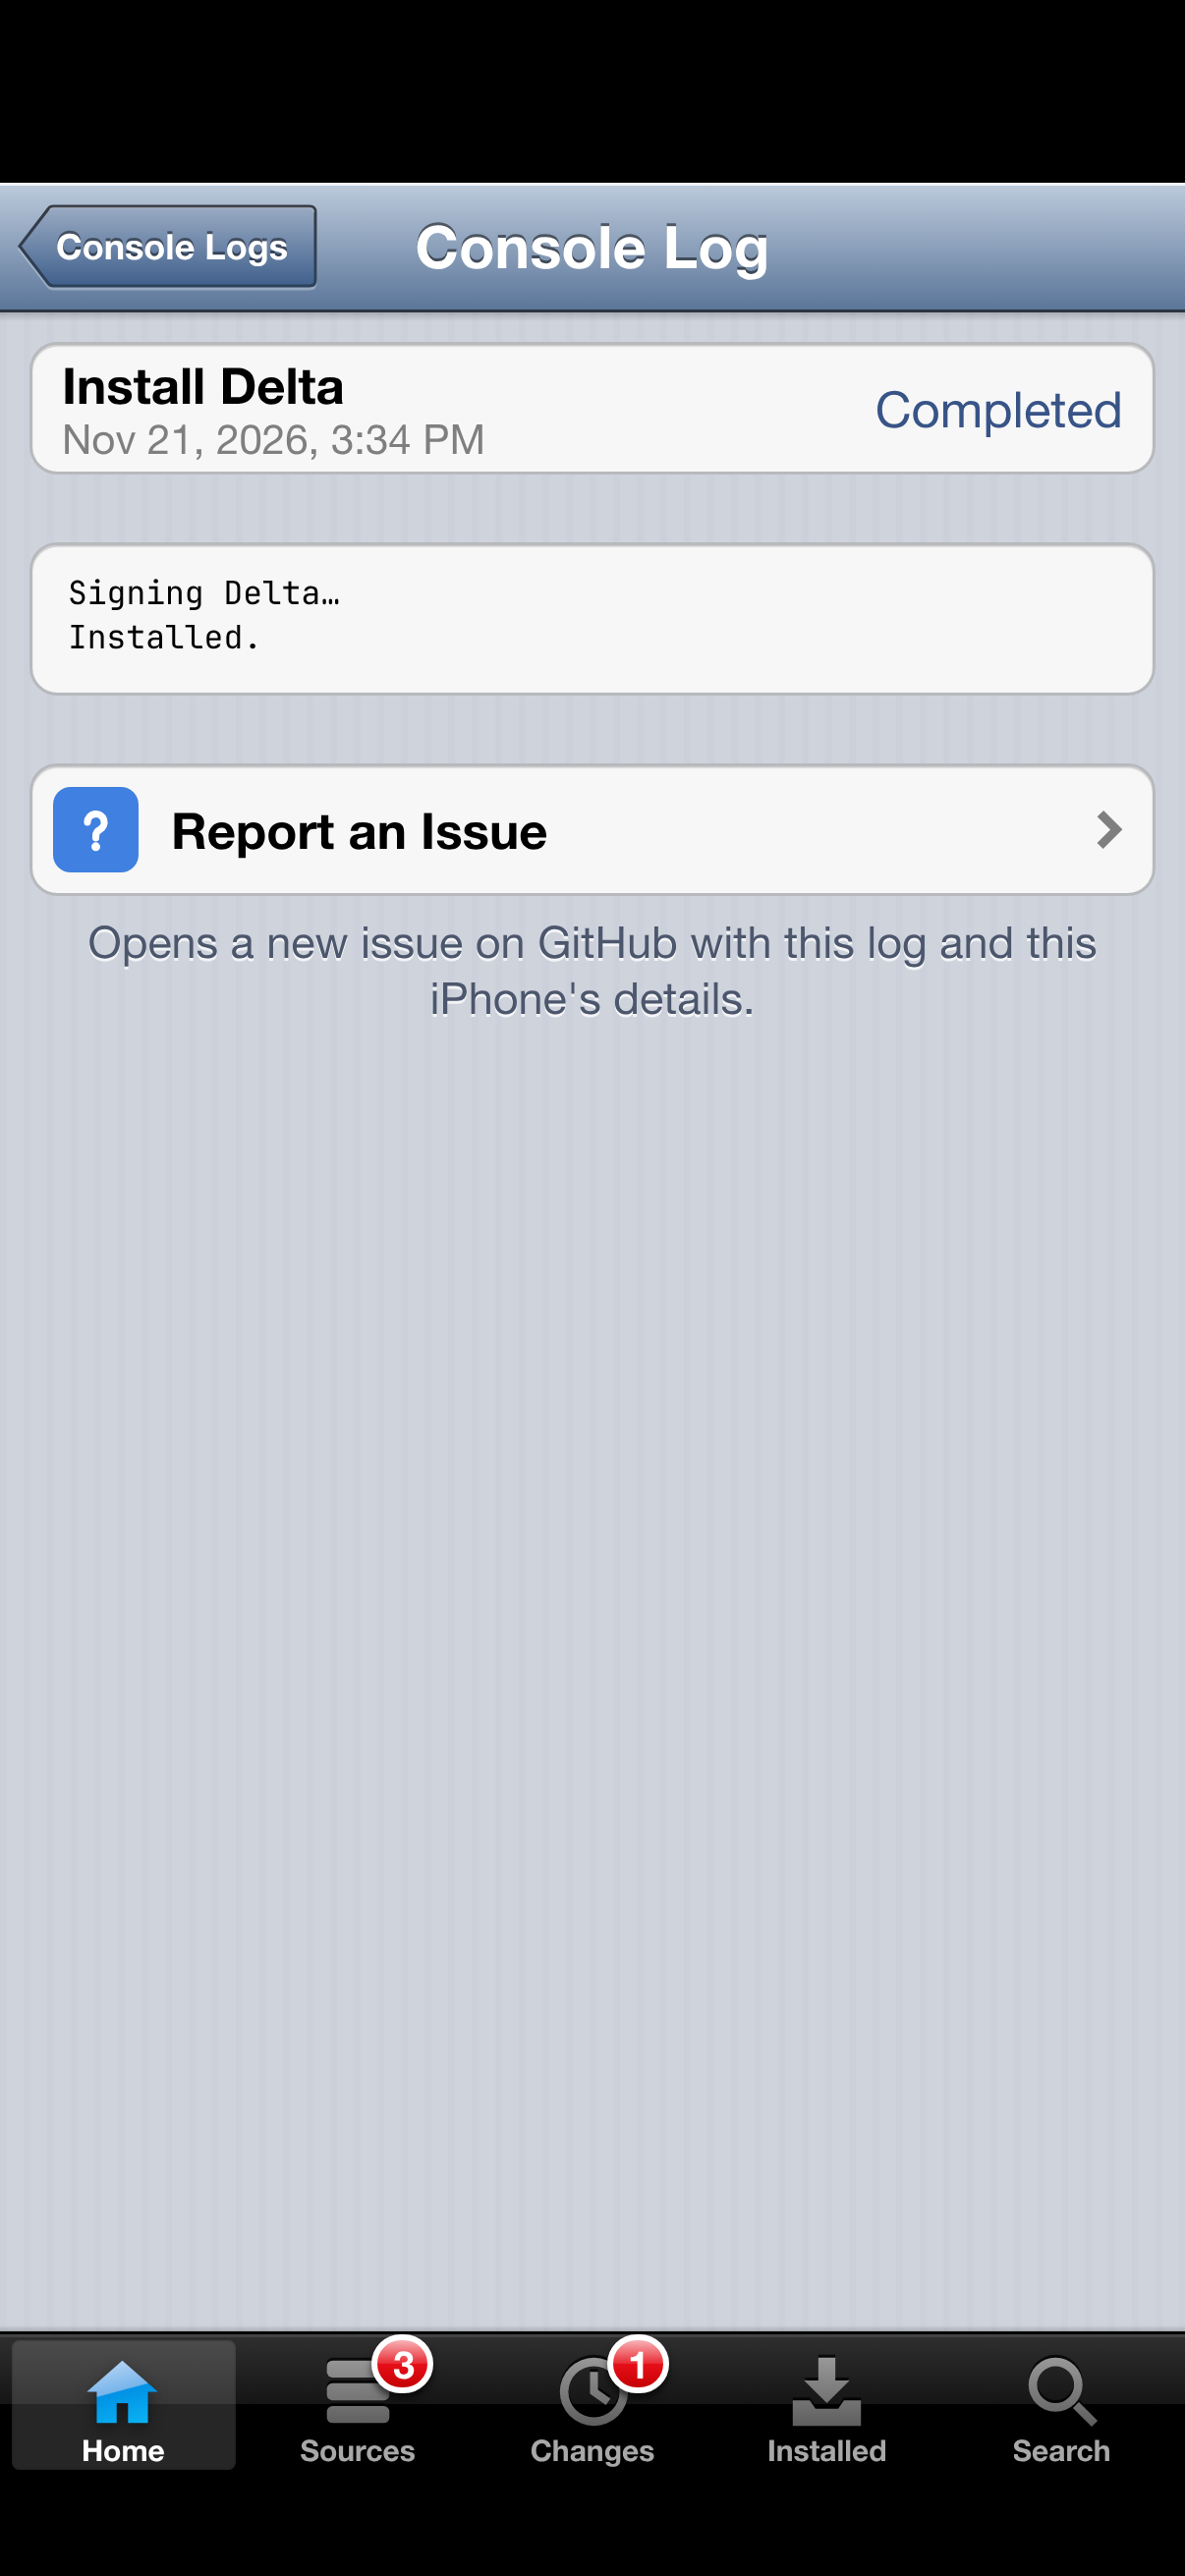 Console Logs
Console Log
Install Delta
Nov 21, 2026, 3:34 PM
Completed
Signing Delta…
Installed.
?
Report an Issue
Opens a new issue on GitHub with this log and this
iPhone's details.
3
1
Home
Sources
Changes
Installed
Search